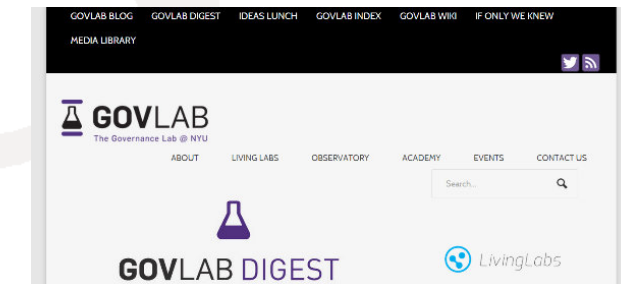 GOVLAB BLOG GOVLAB DIGEST IDEAS LUNCH GOVLAB INDEX GOVLAB WIKI IF ONLY WE KNEW
MEDIA LIBRARY
GOVLAB
The Governance Lab @ NYU
ABOUT LIVING LABS OBSERVATORY ACADEMY EVENTS CONTACT US
Search...
GOVLAB DIGEST
LivingLabs